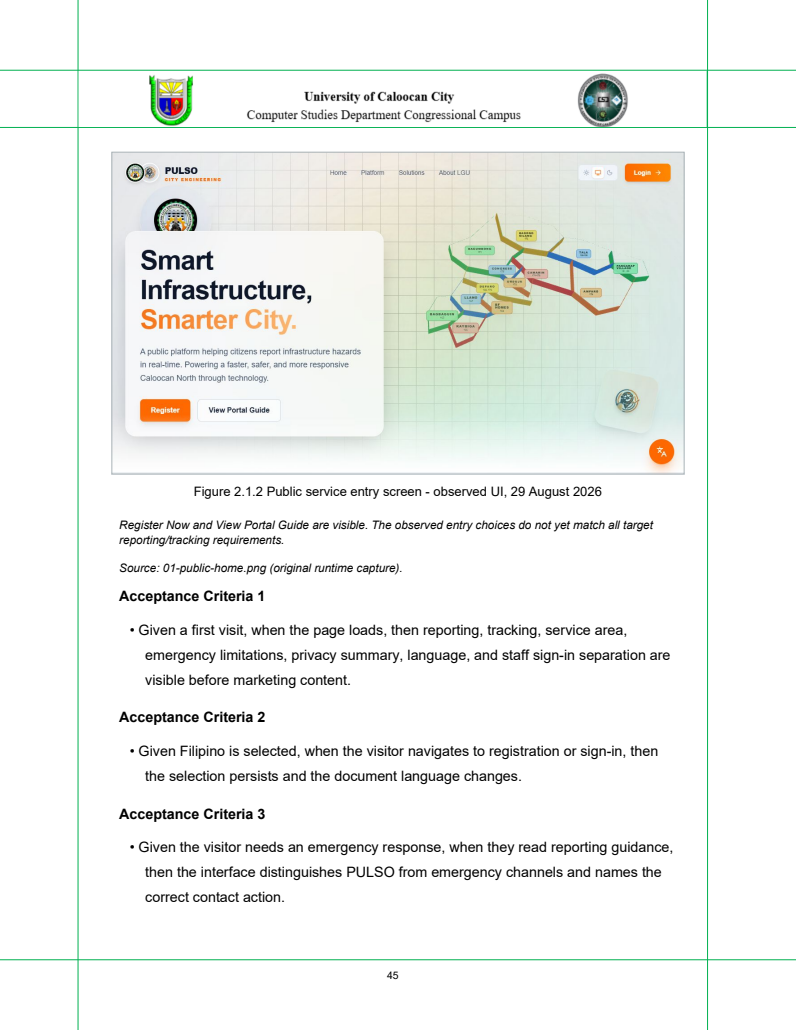 University of Caloocan City
Computer Studies Department Congressional Campus
PULSO
CITY ENGINEERING
Home Platform Solutions About LGU
Login →
Smart
Infrastructure,
Smarter City.
A public platform helping citizens report infrastructure hazards
in real-time. Powering a faster, safer, and more responsive
Caloocan North through technology.
Register View Portal Guide
Figure 2.1.2 Public service entry screen - observed UI, 29 August 2026
Register Now and View Portal Guide are visible. The observed entry choices do not yet match all target
reporting/tracking requirements.
Source: 01-public-home.png (original runtime capture).
Acceptance Criteria 1
• Given a first visit, when the page loads, then reporting, tracking, service area,
emergency limitations, privacy summary, language, and staff sign-in separation are
visible before marketing content.
Acceptance Criteria 2
• Given Filipino is selected, when the visitor navigates to registration or sign-in, then
the selection persists and the document language changes.
Acceptance Criteria 3
• Given the visitor needs an emergency response, when they read reporting guidance,
then the interface distinguishes PULSO from emergency channels and names the
correct contact action.
45